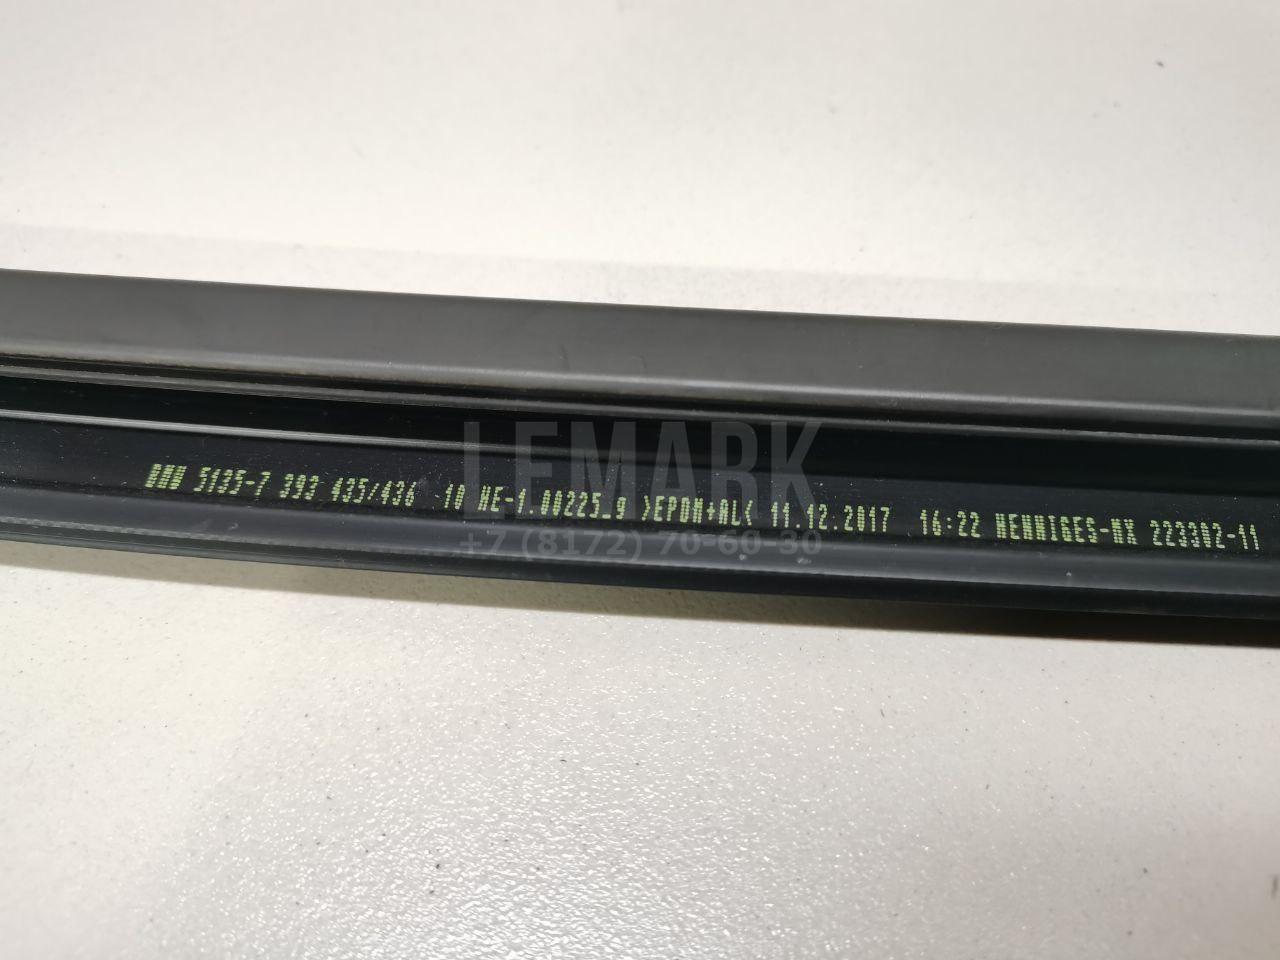 LEMARK
BMW 5135-7 393 435/436 -10 HE-1.00225_9 >EPDM+AL< 11.12.2017 16:22 HENNIGES-MX 223302-11
+7 (8172) 70-60-30